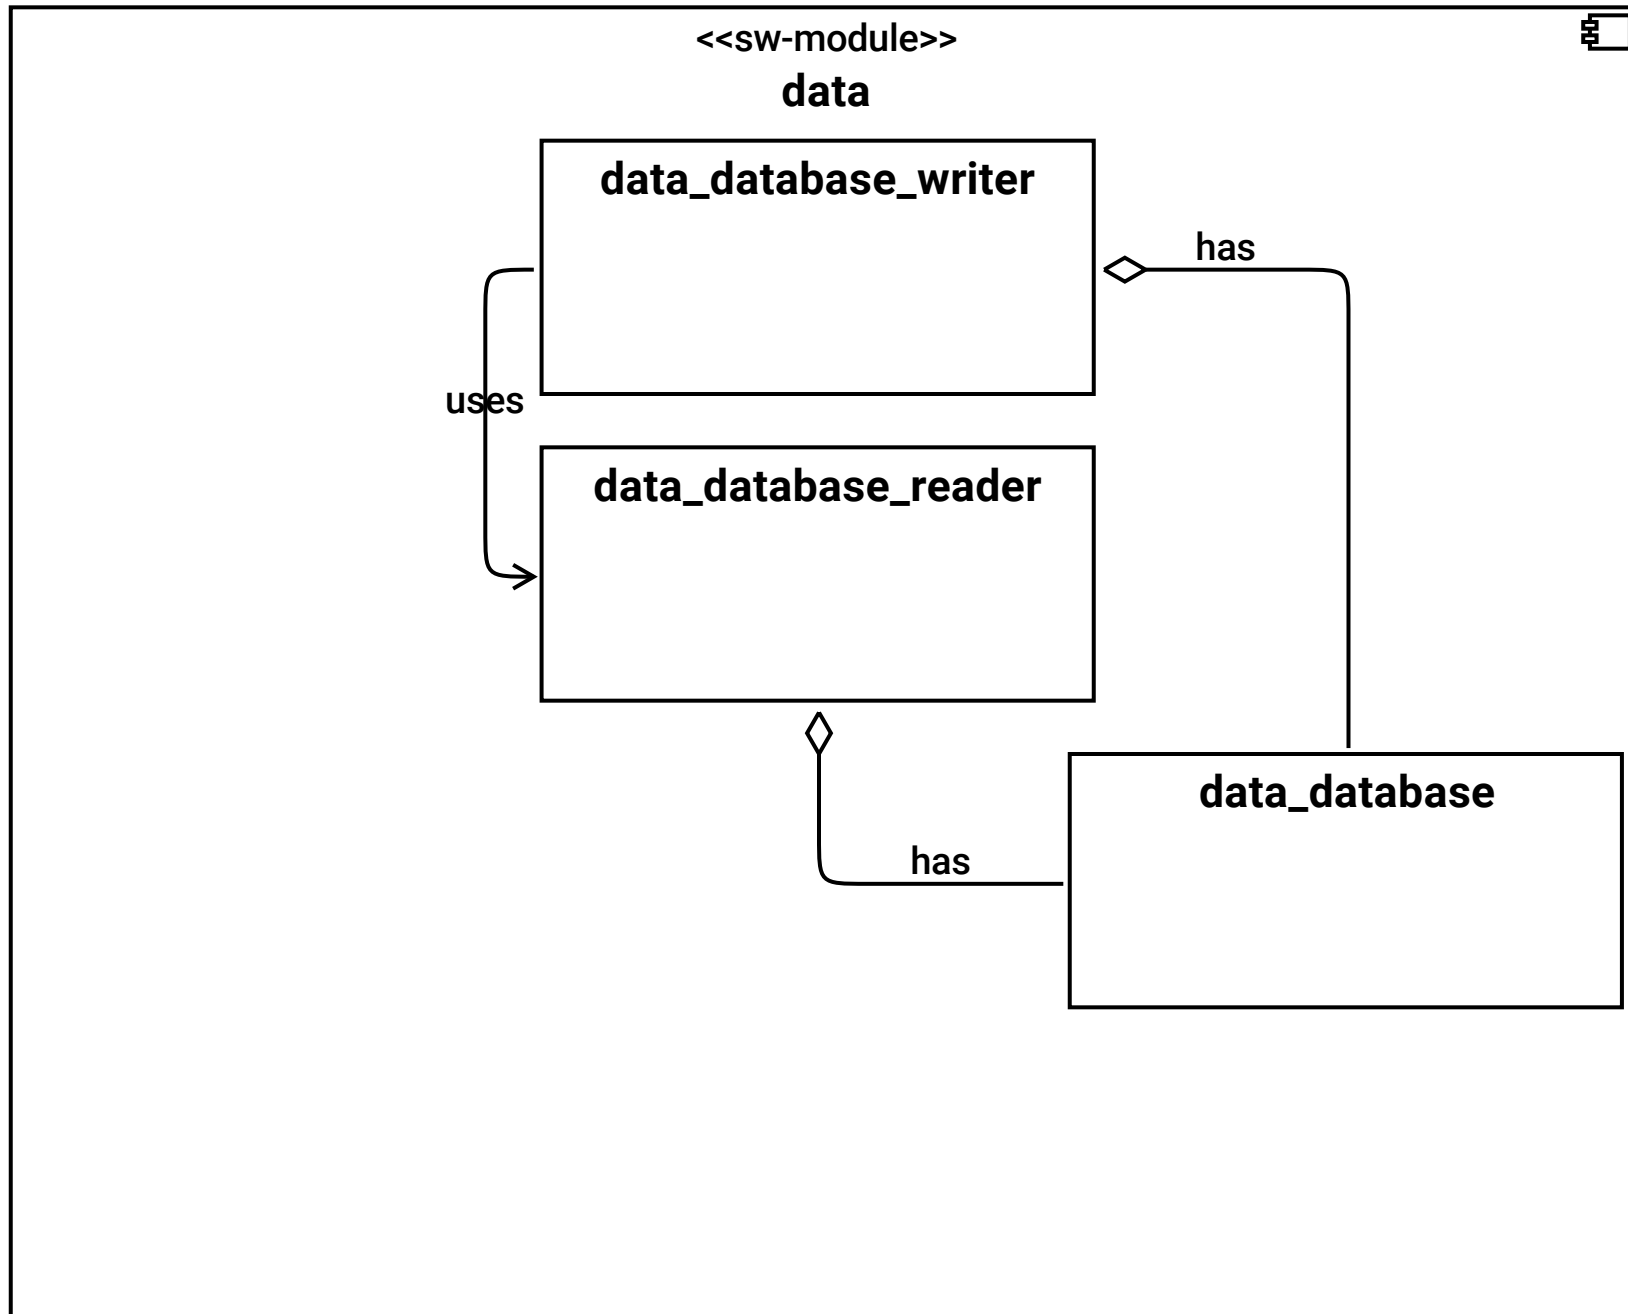 <<sw-module>>
data
data_database_writer
has
uses
data_database_reader
data_database
has